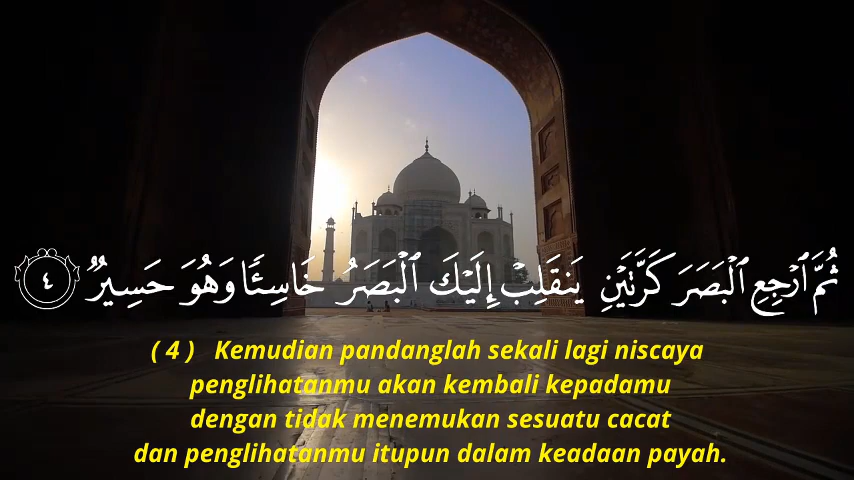 ثُمَّ ٱرْجِعِ ٱلْبَصَرَ كَرَّتَيْنِ يَنقَلِبْ إِلَيْكَ ٱلْبَصَرُ خَاسِئًا وَهُوَ حَسِيرٌ ٤
( 4 ) Kemudian pandanglah sekali lagi niscaya
penglihatanmu akan kembali kepadamu
dengan tidak menemukan sesuatu cacat
dan penglihatanmu itupun dalam keadaan payah.